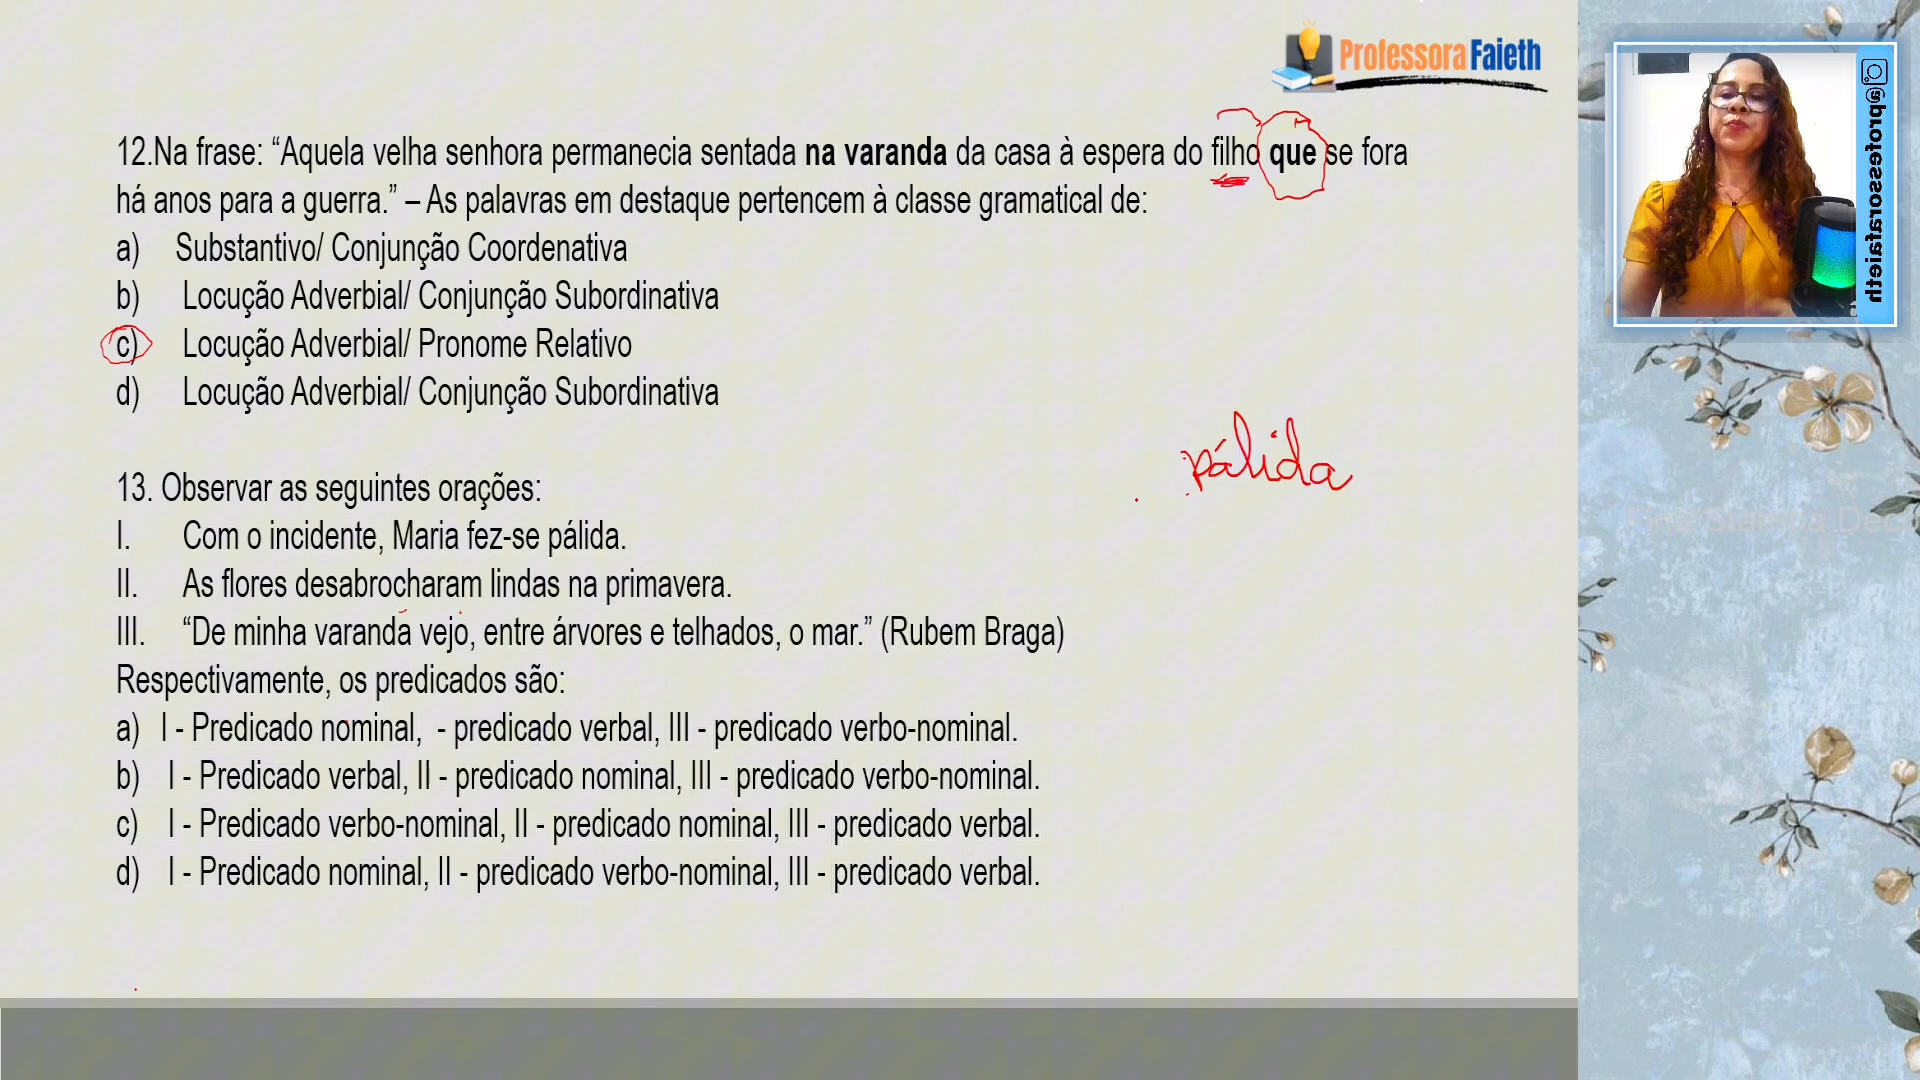 Professora Faieth
12.Na frase: “Aquela velha senhora permanecia sentada na varanda da casa à espera do filho que se fora
há anos para a guerra.” – As palavras em destaque pertencem à classe gramatical de:
a) Substantivo/ Conjunção Coordenativa
b) Locução Adverbial/ Conjunção Subordinativa
c) Locução Adverbial/ Pronome Relativo
d) Locução Adverbial/ Conjunção Subordinativa
pálida
13. Observar as seguintes orações:
I. Com o incidente, Maria fez-se pálida.
II. As flores desabrocharam lindas na primavera.
III. “De minha varanda vejo, entre árvores e telhados, o mar.” (Rubem Braga)
Respectivamente, os predicados são:
a) I - Predicado nominal, - predicado verbal, III - predicado verbo-nominal.
b) I - Predicado verbal, II - predicado nominal, III - predicado verbo-nominal.
c) I - Predicado verbo-nominal, II - predicado nominal, III - predicado verbal.
d) I - Predicado nominal, II - predicado verbo-nominal, III - predicado verbal.
@professorafaieth